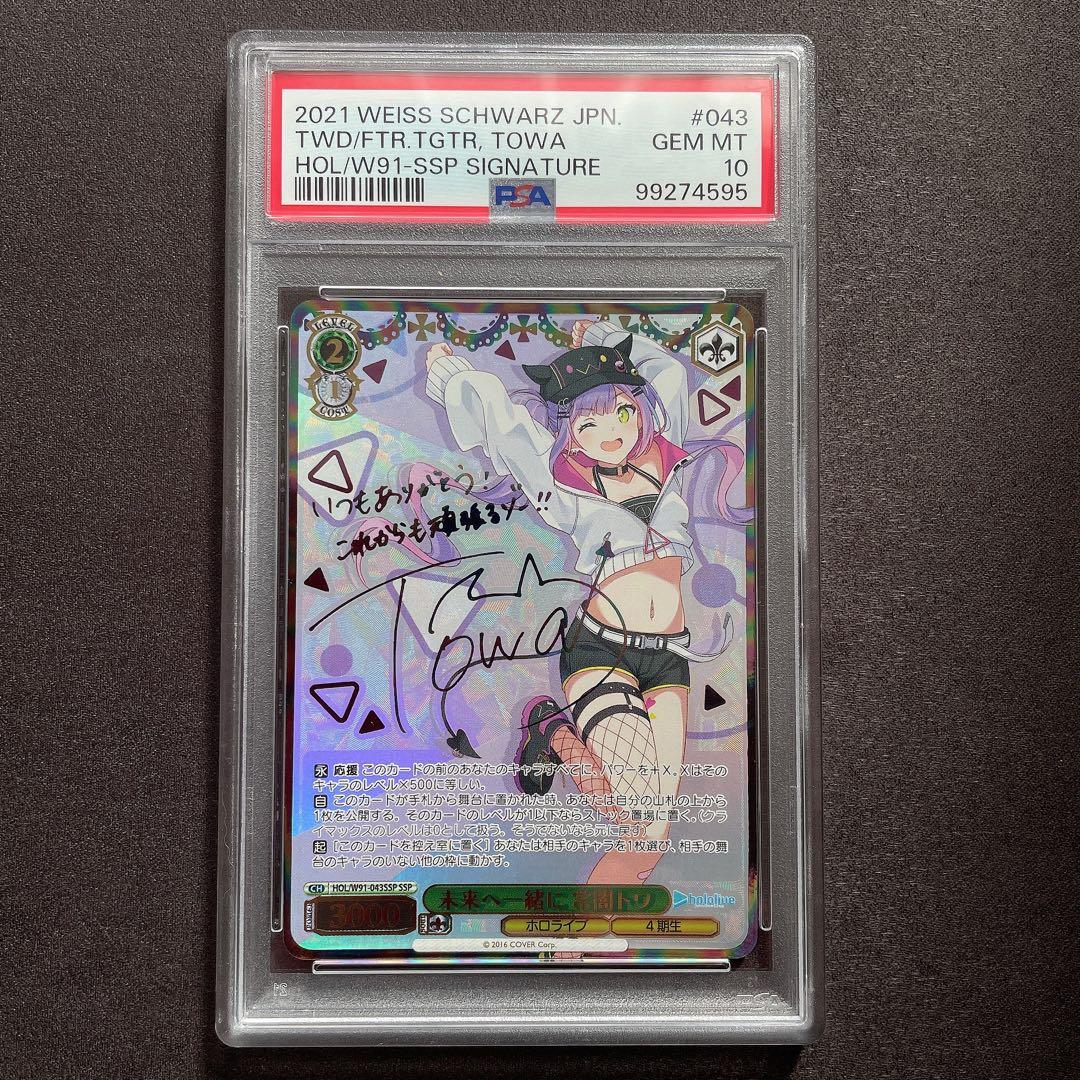 2021 WEISS SCHWARZ JPN. #043
TWD/FTR.TGTR, TOWA GEM MT
HOL/W91-SSP SIGNATURE 10
PSA 99274595
LEVEL
2
1
COST
いつもありがとう!
これからも頑張るゾー!!
Towa
永 応援 このカードの前のあなたのキャラすべてに、パワーを+X。Xはその
キャラのレベル×500に等しい。
自 このカードが手札から舞台に置かれた時、あなたは自分の山札の上から
1枚を公開する。そのカードのレベルが1以下ならストック置場に置く。(クラ
イマックスのレベルは0として扱う。そうでないなら元に戻す)
起 [このカードを控え室に置く] あなたは相手のキャラを1枚選び、相手の舞
台のキャラのいない他の枠に動かす。
CH HOL/W91-043SSP SSP
未来へ一緒に 常闇トワ hololive
POWER 3000 SOUL ホロライブ 4期生
© 2016 COVER Corp.